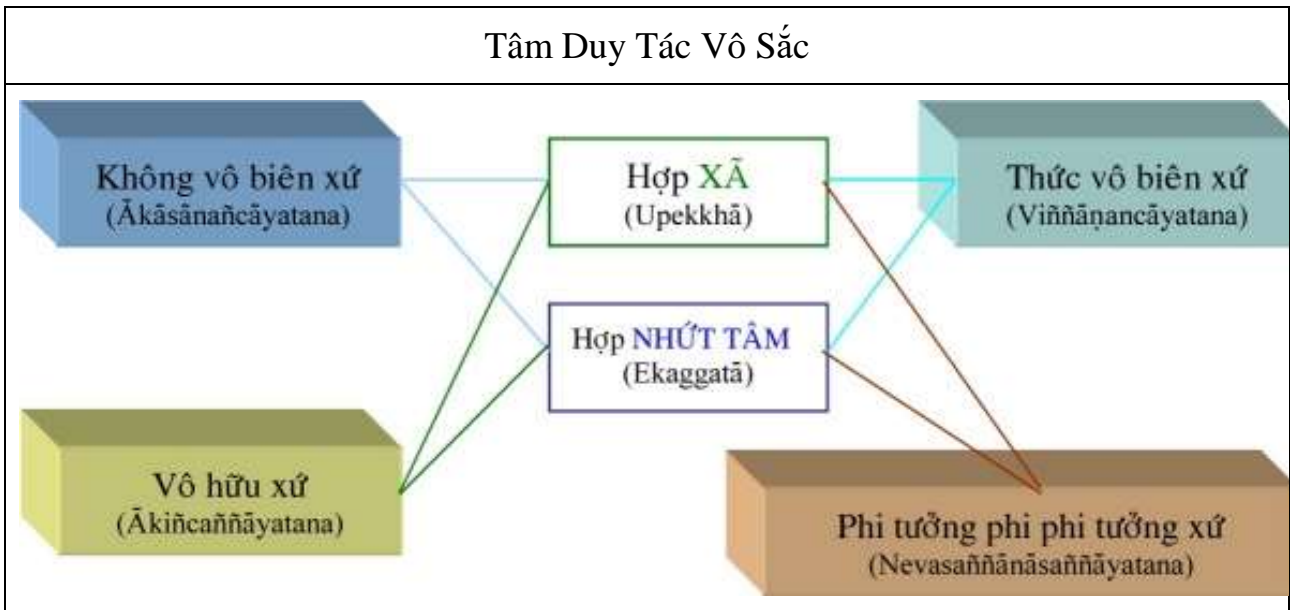 Tâm Duy Tác Vô Sắc
Không vô biên xứ
(Ākāsānañcāyatana)
Hợp XÃ
(Upekkhā)
Thức vô biên xứ
(Viññāṇancāyatana)
Hợp NHỨT TÂM
(Ekaggatā)
Vô hữu xứ
(Ākiñcaññāyatana)
Phi tưởng phi phi tưởng xứ
(Nevasaññānāsaññāyatana)